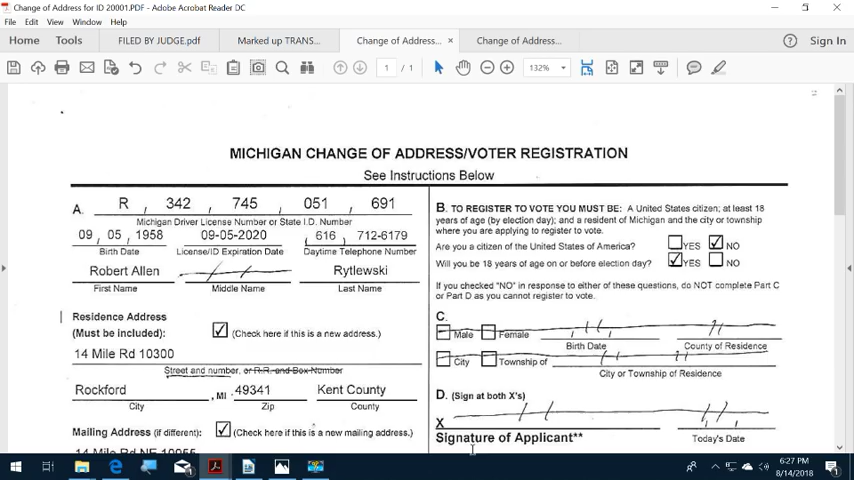 Change of Address for ID 20001.PDF - Adobe Acrobat Reader DC
File Edit View Window Help
Home Tools FILED BY JUDGE.pdf Marked up TRANS... Change of Address... × Change of Address... Sign In
1 / 1 132%
MICHIGAN CHANGE OF ADDRESS/VOTER REGISTRATION
See Instructions Below
A. R 342 745 051 691
Michigan Driver License Number or State I.D. Number
09 05 1958 09-05-2020 616 712-6179
Birth Date License/ID Expiration Date Daytime Telephone Number
Robert Allen Rytlewski
First Name Middle Name Last Name
Residence Address
(Must be included): (Check here if this is a new address.)
14 Mile Rd 10300
Street and number, or R.R. and Box Number
Rockford , MI 49341 Kent County
City Zip County
Mailing Address (if different): (Check here if this is a new mailing address.)
14 Mile Rd NE 10955
B. TO REGISTER TO VOTE YOU MUST BE: A United States citizen; at least 18
years of age (by election day); and a resident of Michigan and the city or township
where you are applying to register to vote.
Are you a citizen of the United States of America? YES NO
Will you be 18 years of age on or before election day? YES NO
If you checked "NO" in response to either of these questions, do NOT complete Part C
or Part D as you cannot register to vote.
C.
Male Female
Birth Date County of Residence
City Township of
City or Township of Residence
D. (Sign at both X's)
X
Signature of Applicant** Today's Date
6:27 PM
8/14/2018